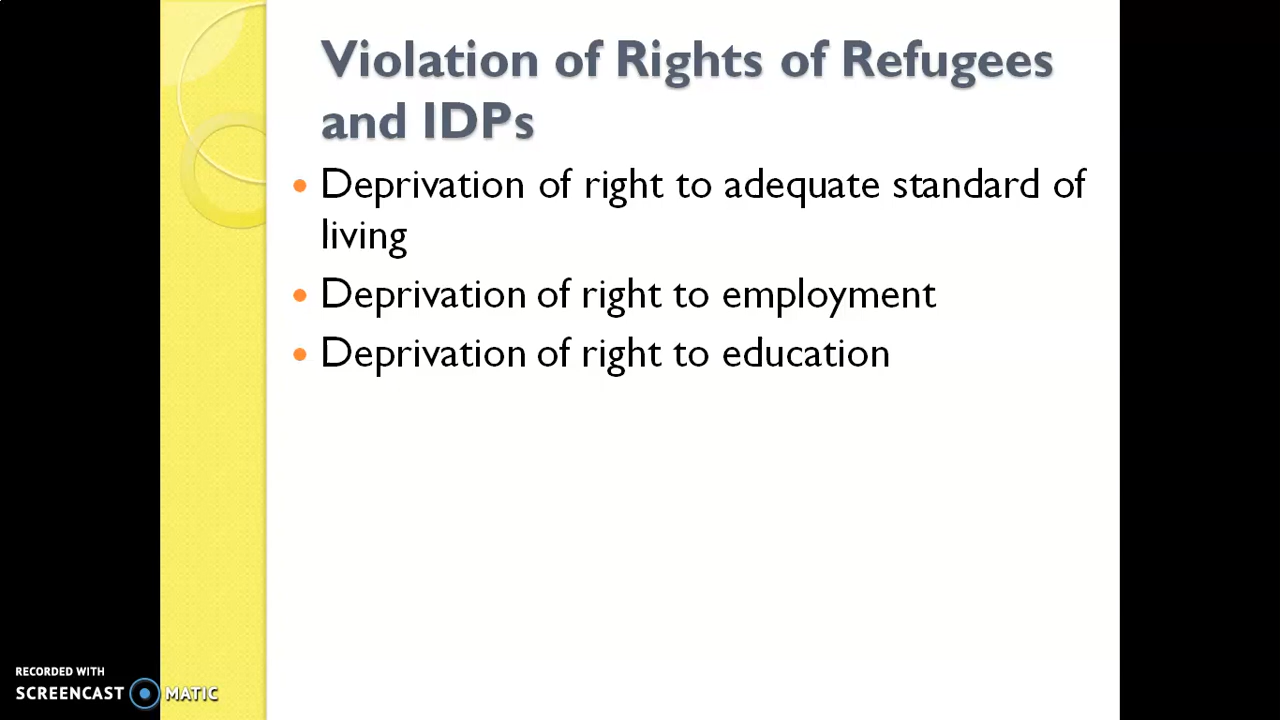 Violation of Rights of Refugees
and IDPs
• Deprivation of right to adequate standard of
living
• Deprivation of right to employment
• Deprivation of right to education
RECORDED WITH
SCREENCAST MATIC